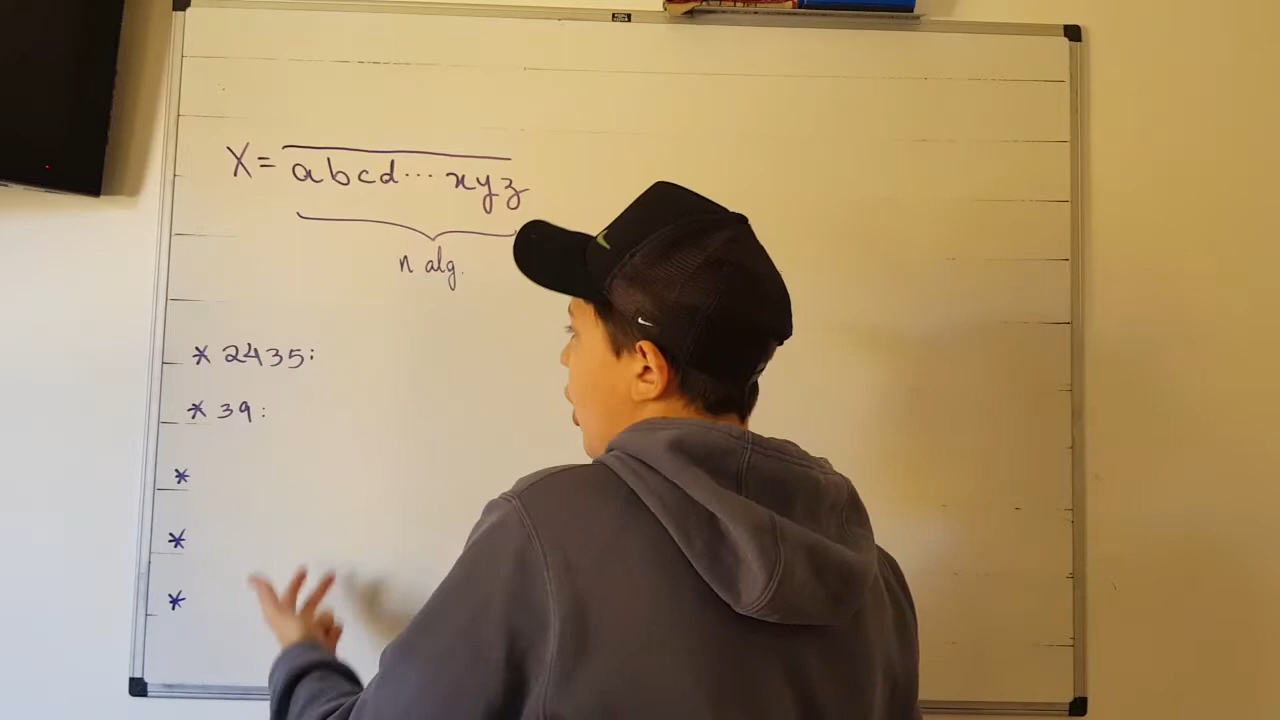 X = abcd... xyz
n alg.
* 2435:
* 39:
*
*
*